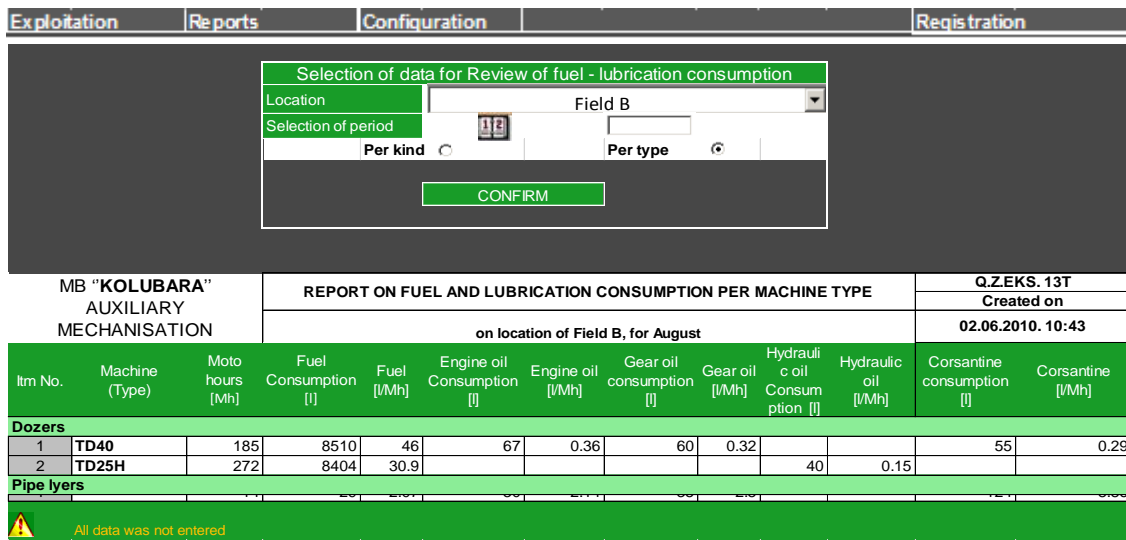 Exploitation Reports Configuration Registration
Selection of data for Review of fuel - lubrication consumption
Location Field B
Selection of period 12
Per kind Per type
CONFIRM
MB ‘’KOLUBARA’’
AUXILIARY
MECHANISATION
REPORT ON FUEL AND LUBRICATION CONSUMPTION PER MACHINE TYPE
on location of Field B, for August
Q.Z.EKS. 13T
Created on
02.06.2010. 10:43
Itm No.
Machine
(Type)
Moto
hours
[Mh]
Fuel
Consumption
[l]
Fuel
[l/Mh]
Engine oil
Consumption
[l]
Engine oil
[l/Mh]
Gear oil
consumption
[l]
Gear oil
[l/Mh]
Hydrauli
c oil
Consum
ption [l]
Hydraulic
oil
[l/Mh]
Corsantine
consumption
[l]
Corsantine
[l/Mh]
Dozers
1 TD40 185 8510 46 67 0.36 60 0.32 55 0.29
2 TD25H 272 8404 30.9 40 0.15
Pipe lyers
All data was not entered